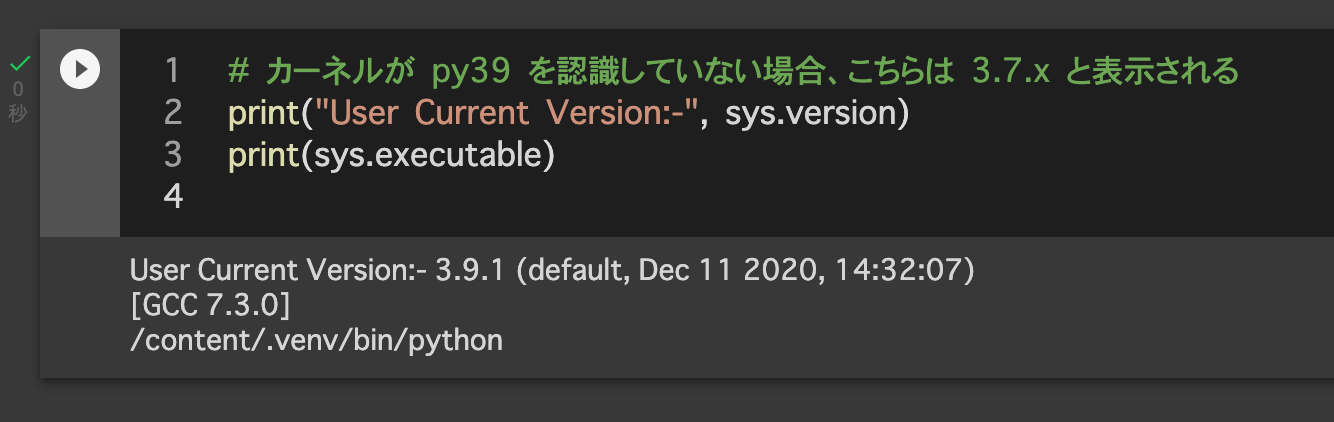 1 # カーネルが py39 を認識していない場合、こちらは 3.7.x と表示される
0 2 print("User Current Version:-", sys.version)
秒
3 print(sys.executable)
4
User Current Version:- 3.9.1 (default, Dec 11 2020, 14:32:07)
[GCC 7.3.0]
/content/.venv/bin/python